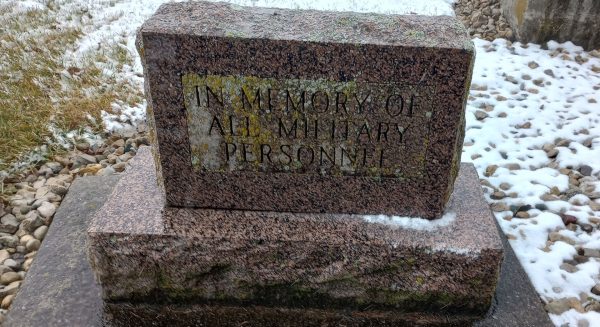 IN MEMORY OF
ALL MILITARY
PERSONNEL